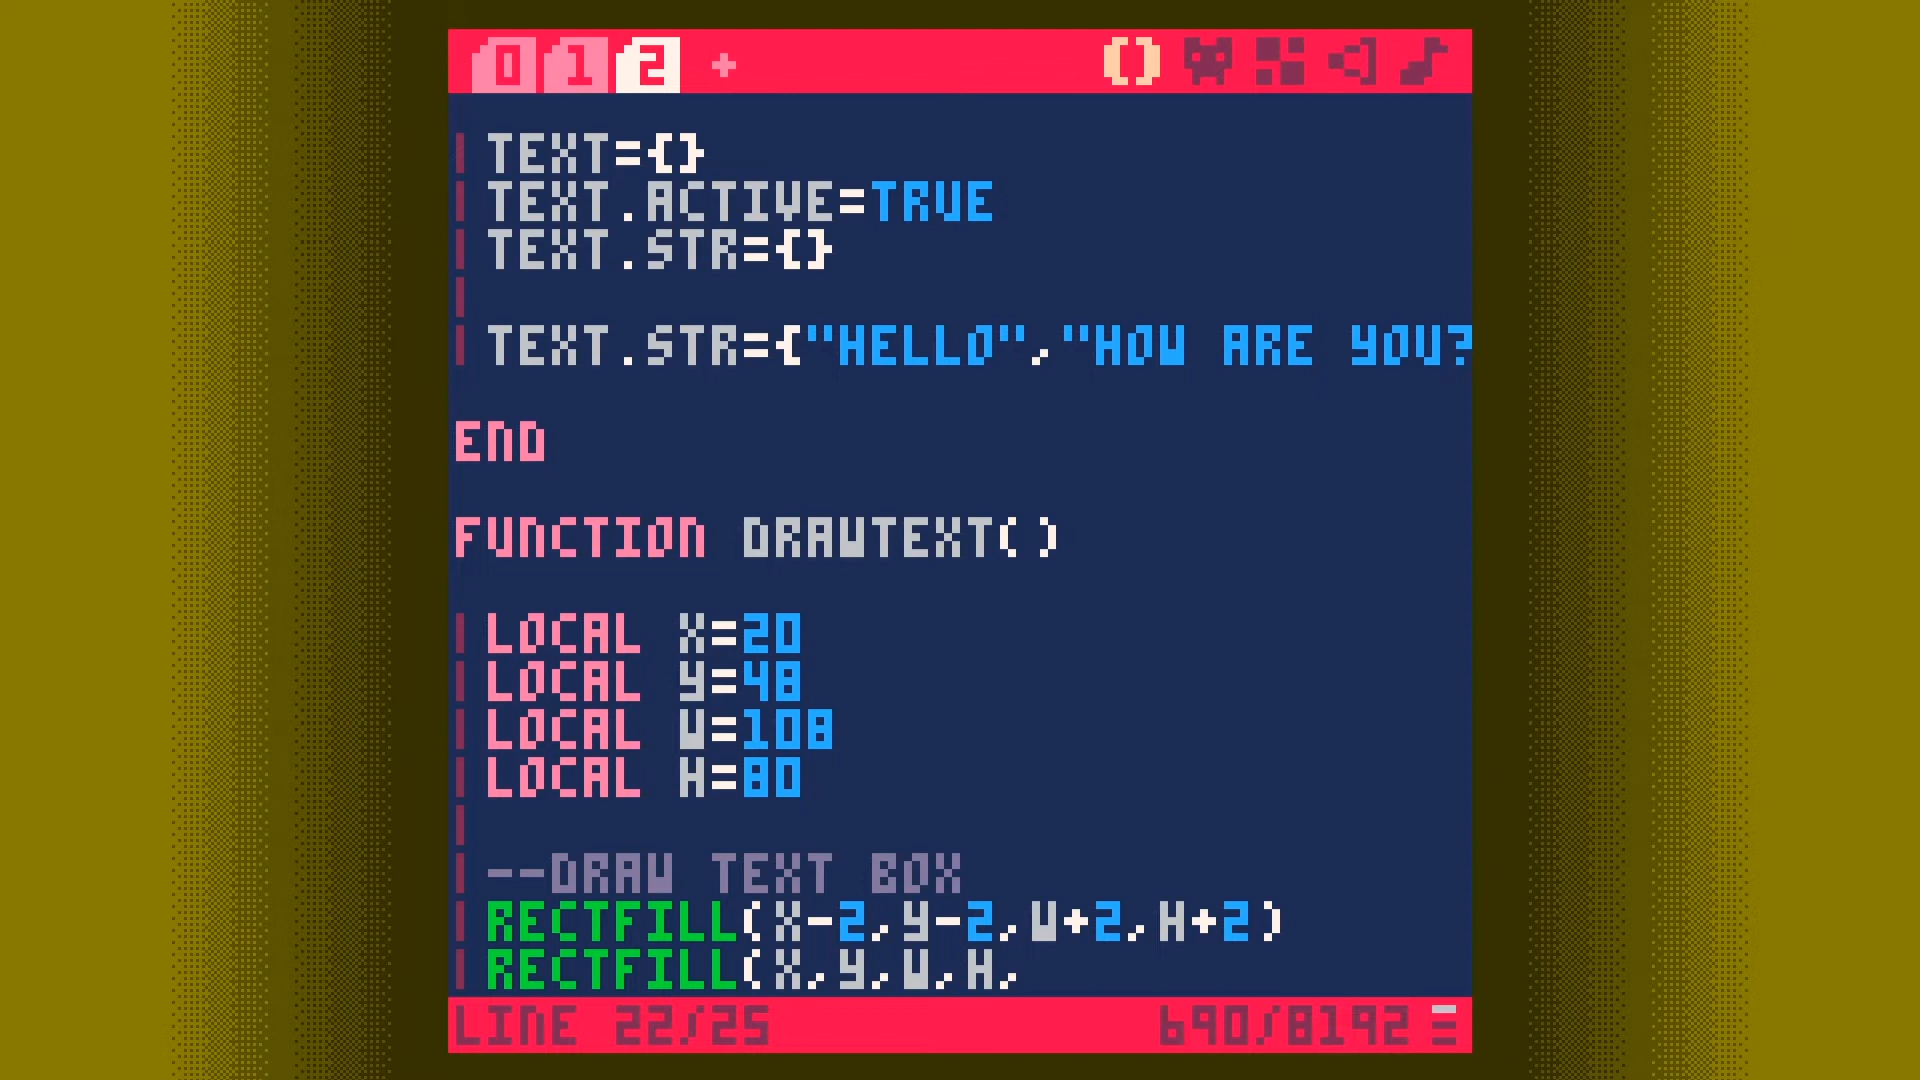 0 1 2 +
TEXT={}
TEXT.ACTIVE=TRUE
TEXT.STR={}
TEXT.STR={"HELLO","HOW ARE YOU?
END
FUNCTION DRAWTEXT()
LOCAL X=20
LOCAL Y=48
LOCAL W=108
LOCAL H=80
--DRAW TEXT BOX
RECTFILL(X-2,Y-2,W+2,H+2)
RECTFILL(X,Y,W,H,
LINE 22/25 690/8192